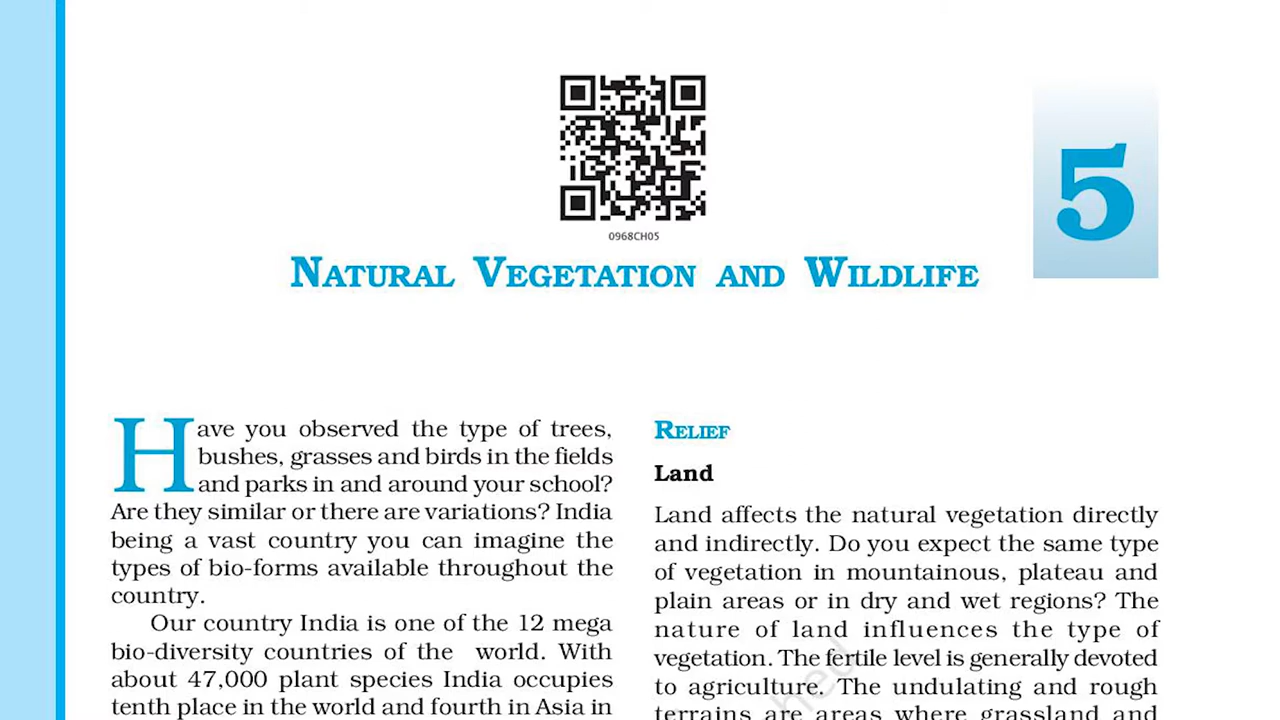 0968CH05
5
NATURAL VEGETATION AND WILDLIFE
Have you observed the type of trees,
bushes, grasses and birds in the fields
and parks in and around your school?
Are they similar or there are variations? India
being a vast country you can imagine the
types of bio-forms available throughout the
country.
Our country India is one of the 12 mega
bio-diversity countries of the world. With
about 47,000 plant species India occupies
tenth place in the world and fourth in Asia in
RELIEF
Land
Land affects the natural vegetation directly
and indirectly. Do you expect the same type
of vegetation in mountainous, plateau and
plain areas or in dry and wet regions? The
nature of land influences the type of
vegetation. The fertile level is generally devoted
to agriculture. The undulating and rough
terrains are areas where grassland and